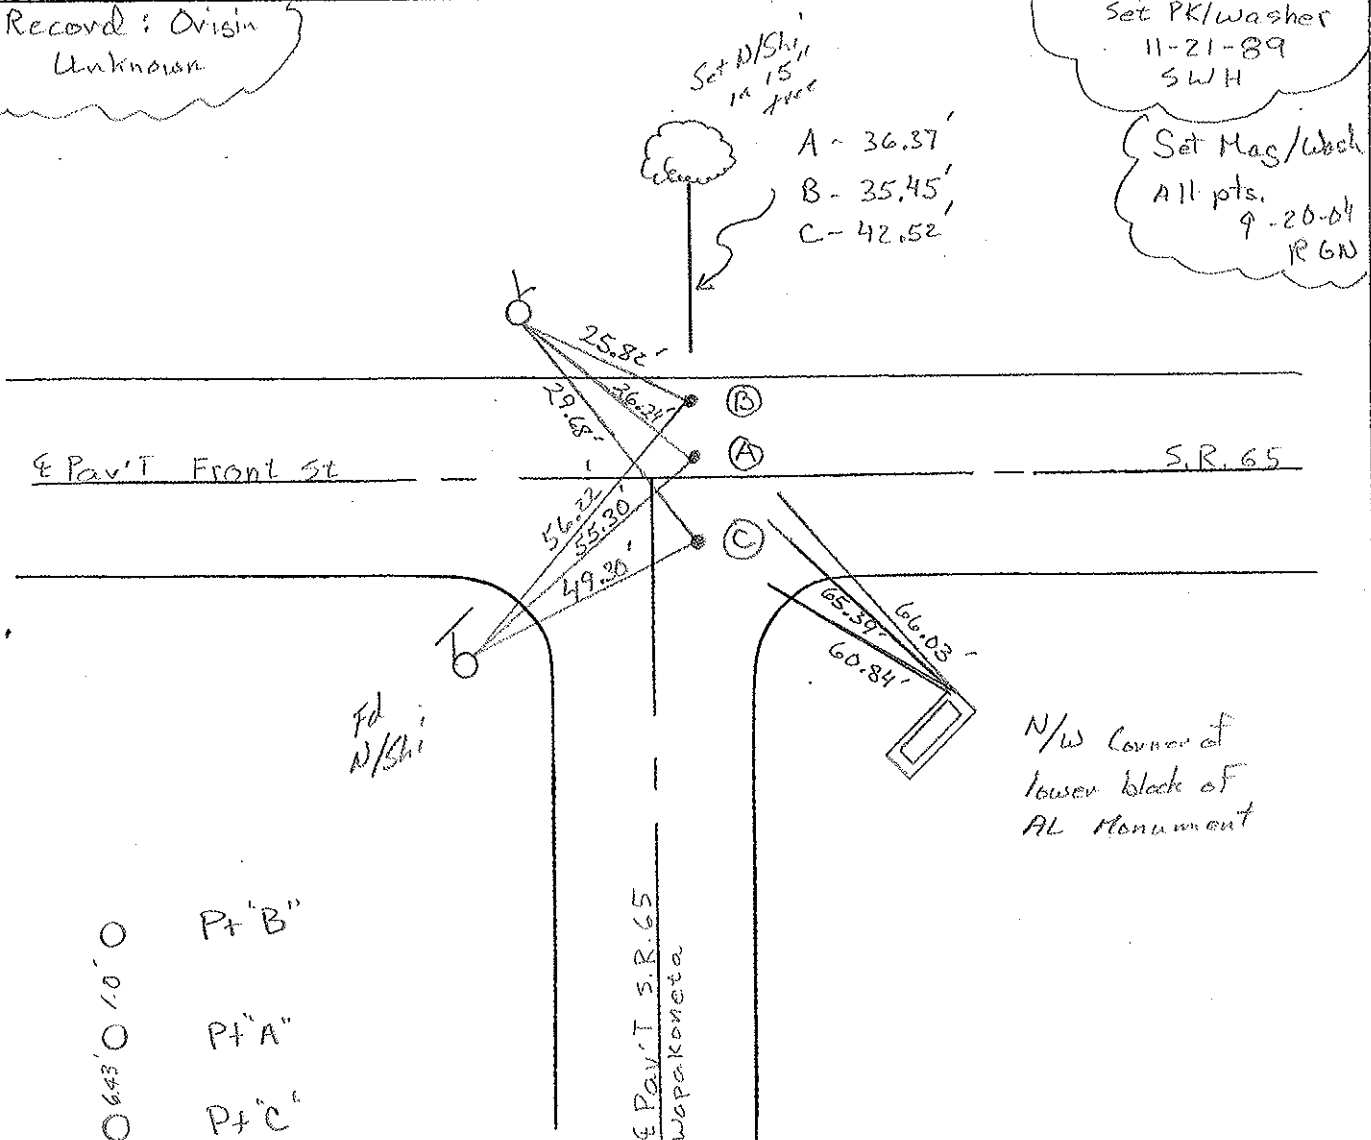 Record: Origin
Unknown
Set N/Shi,
in 15"
tree
Set PK/washer
11-21-89
SWH
A - 36.37'
B - 35.45'
C - 42.52'
Set Mag/Wash
All pts.
9-20-04
RGN
25.82'
36.24'
29.68'
B
A
C
℄ Pav'T Front St
S.R. 65
56.22'
55.30'
49.30'
66.03'
65.39'
60.84'
Fd
N/Shi
N/W Corner of
lower block of
AL Monument
Pt "B"
1.0'
Pt "A"
6.43'
Pt "C"
℄ Pav'T S.R. 65
Wapakoneta